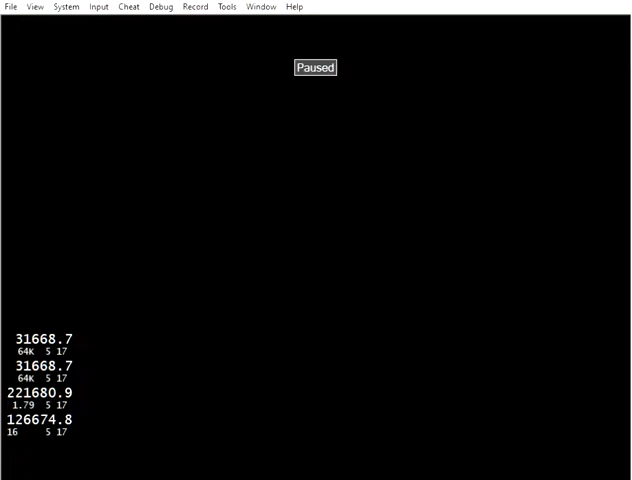 File View System Input Cheat Debug Record Tools Window Help
Paused
31668.7
64K 5 17
31668.7
64K 5 17
221680.9
1.79 5 17
126674.8
16 5 17